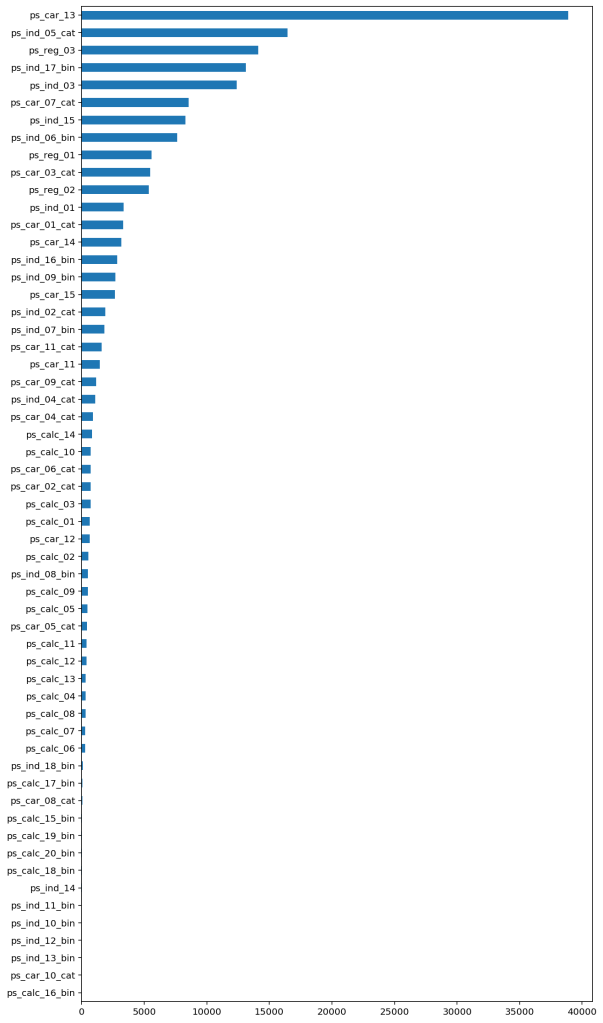 ps_car_13
ps_ind_05_cat
ps_reg_03
ps_ind_17_bin
ps_ind_03
ps_car_07_cat
ps_ind_15
ps_ind_06_bin
ps_reg_01
ps_car_03_cat
ps_reg_02
ps_ind_01
ps_car_01_cat
ps_car_14
ps_ind_16_bin
ps_ind_09_bin
ps_car_15
ps_ind_02_cat
ps_ind_07_bin
ps_car_11_cat
ps_car_11
ps_car_09_cat
ps_ind_04_cat
ps_car_04_cat
ps_calc_14
ps_calc_10
ps_car_06_cat
ps_car_02_cat
ps_calc_03
ps_calc_01
ps_car_12
ps_calc_02
ps_ind_08_bin
ps_calc_09
ps_calc_05
ps_car_05_cat
ps_calc_11
ps_calc_12
ps_calc_13
ps_calc_04
ps_calc_08
ps_calc_07
ps_calc_06
ps_ind_18_bin
ps_calc_17_bin
ps_car_08_cat
ps_calc_15_bin
ps_calc_19_bin
ps_calc_20_bin
ps_calc_18_bin
ps_ind_14
ps_ind_11_bin
ps_ind_10_bin
ps_ind_12_bin
ps_ind_13_bin
ps_car_10_cat
ps_calc_16_bin
0 5000 10000 15000 20000 25000 30000 35000 40000